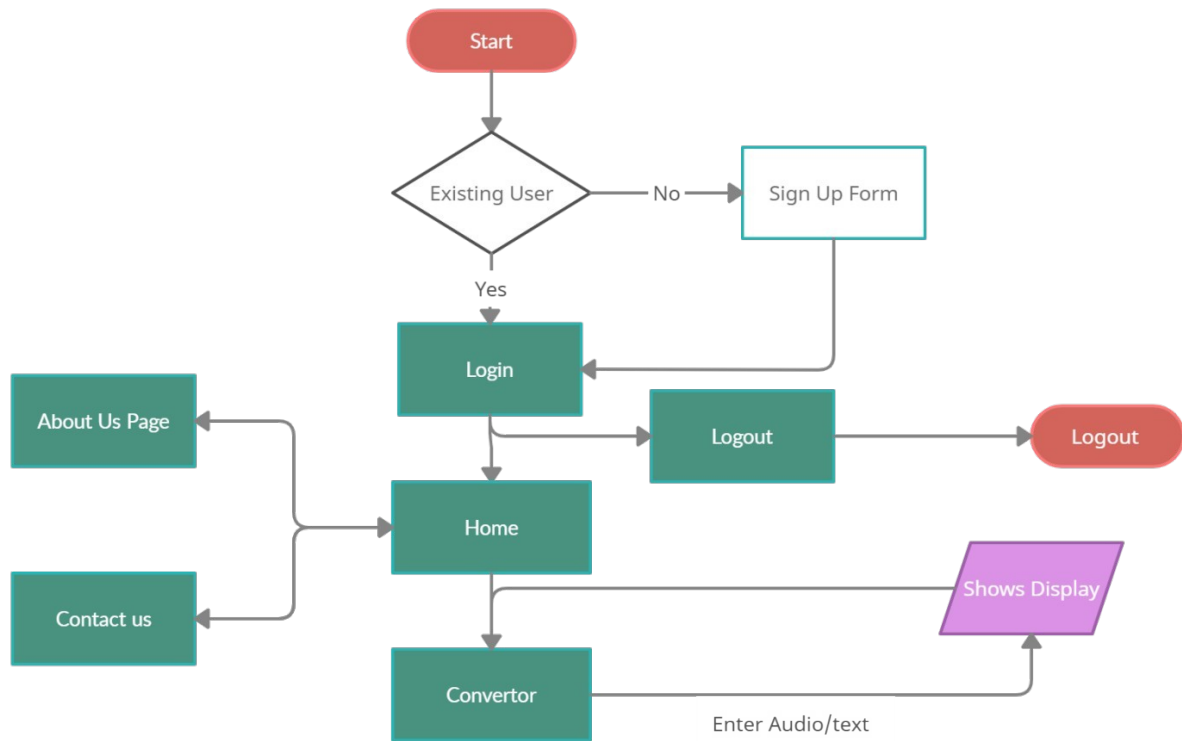 Start
Existing User
No
Sign Up Form
Yes
Login
About Us Page
Logout
Logout
Home
Shows Display
Contact us
Convertor
Enter Audio/text